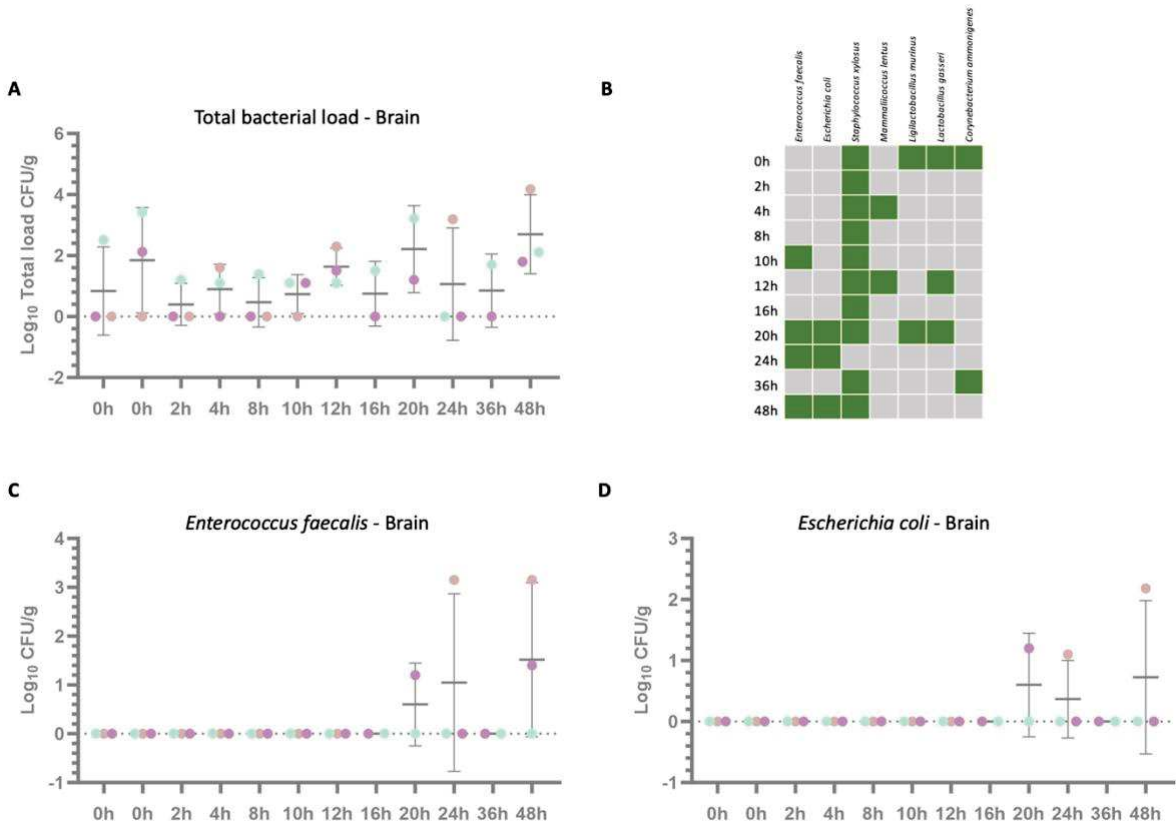 A
Total bacterial load - Brain
Log10 Total load CFU/g
6
4
2
0
-2
0h 0h 2h 4h 8h 10h 12h 16h 20h 24h 36h 48h
B
Enterococcus faecalis
Escherichia coli
Staphylococcus xylosus
Mammaliicoccus lentus
Ligilactobacillus murinus
Lactobacillus gasseri
Corynebacterium ammonigenes
0h
2h
4h
8h
10h
12h
16h
20h
24h
36h
48h
C
Enterococcus faecalis - Brain
Log10 CFU/g
4
3
2
1
0
-1
0h 0h 2h 4h 8h 10h 12h 16h 20h 24h 36h 48h
D
Escherichia coli - Brain
Log10 CFU/g
3
2
1
0
-1
0h 0h 2h 4h 8h 10h 12h 16h 20h 24h 36h 48h